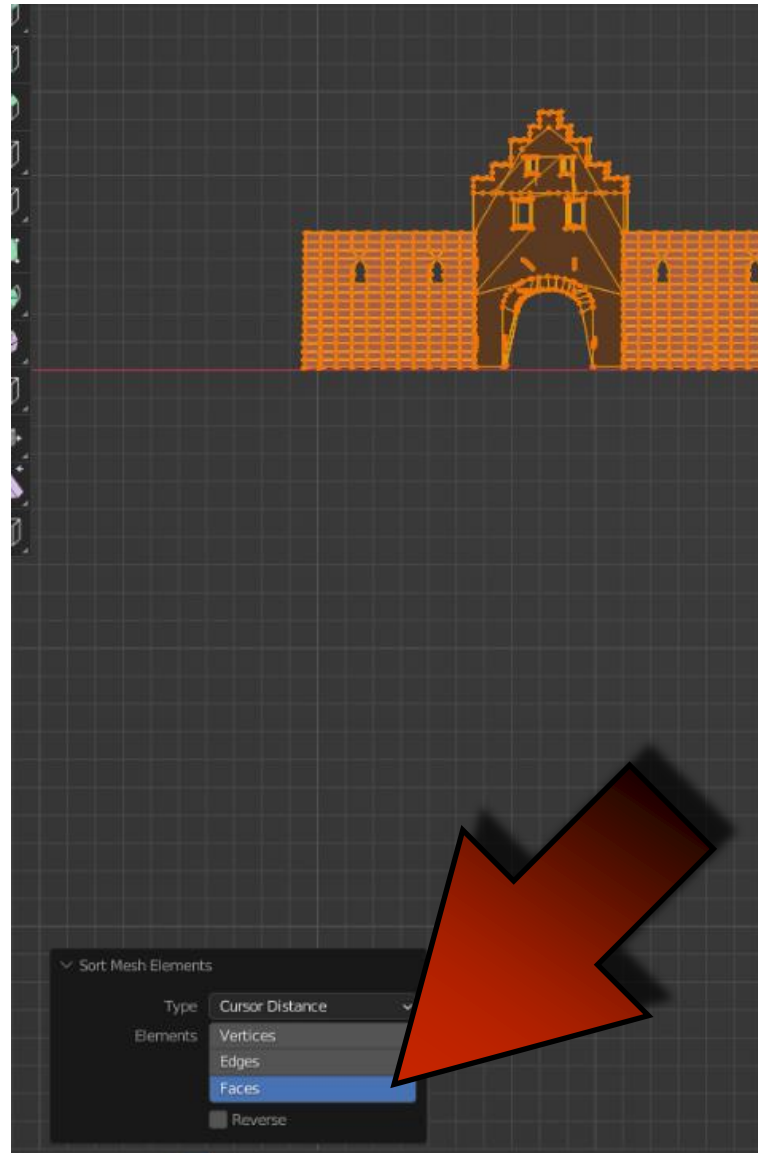 Sort Mesh Elements
Type Cursor Distance
Elements Vertices
Edges
Faces
Reverse